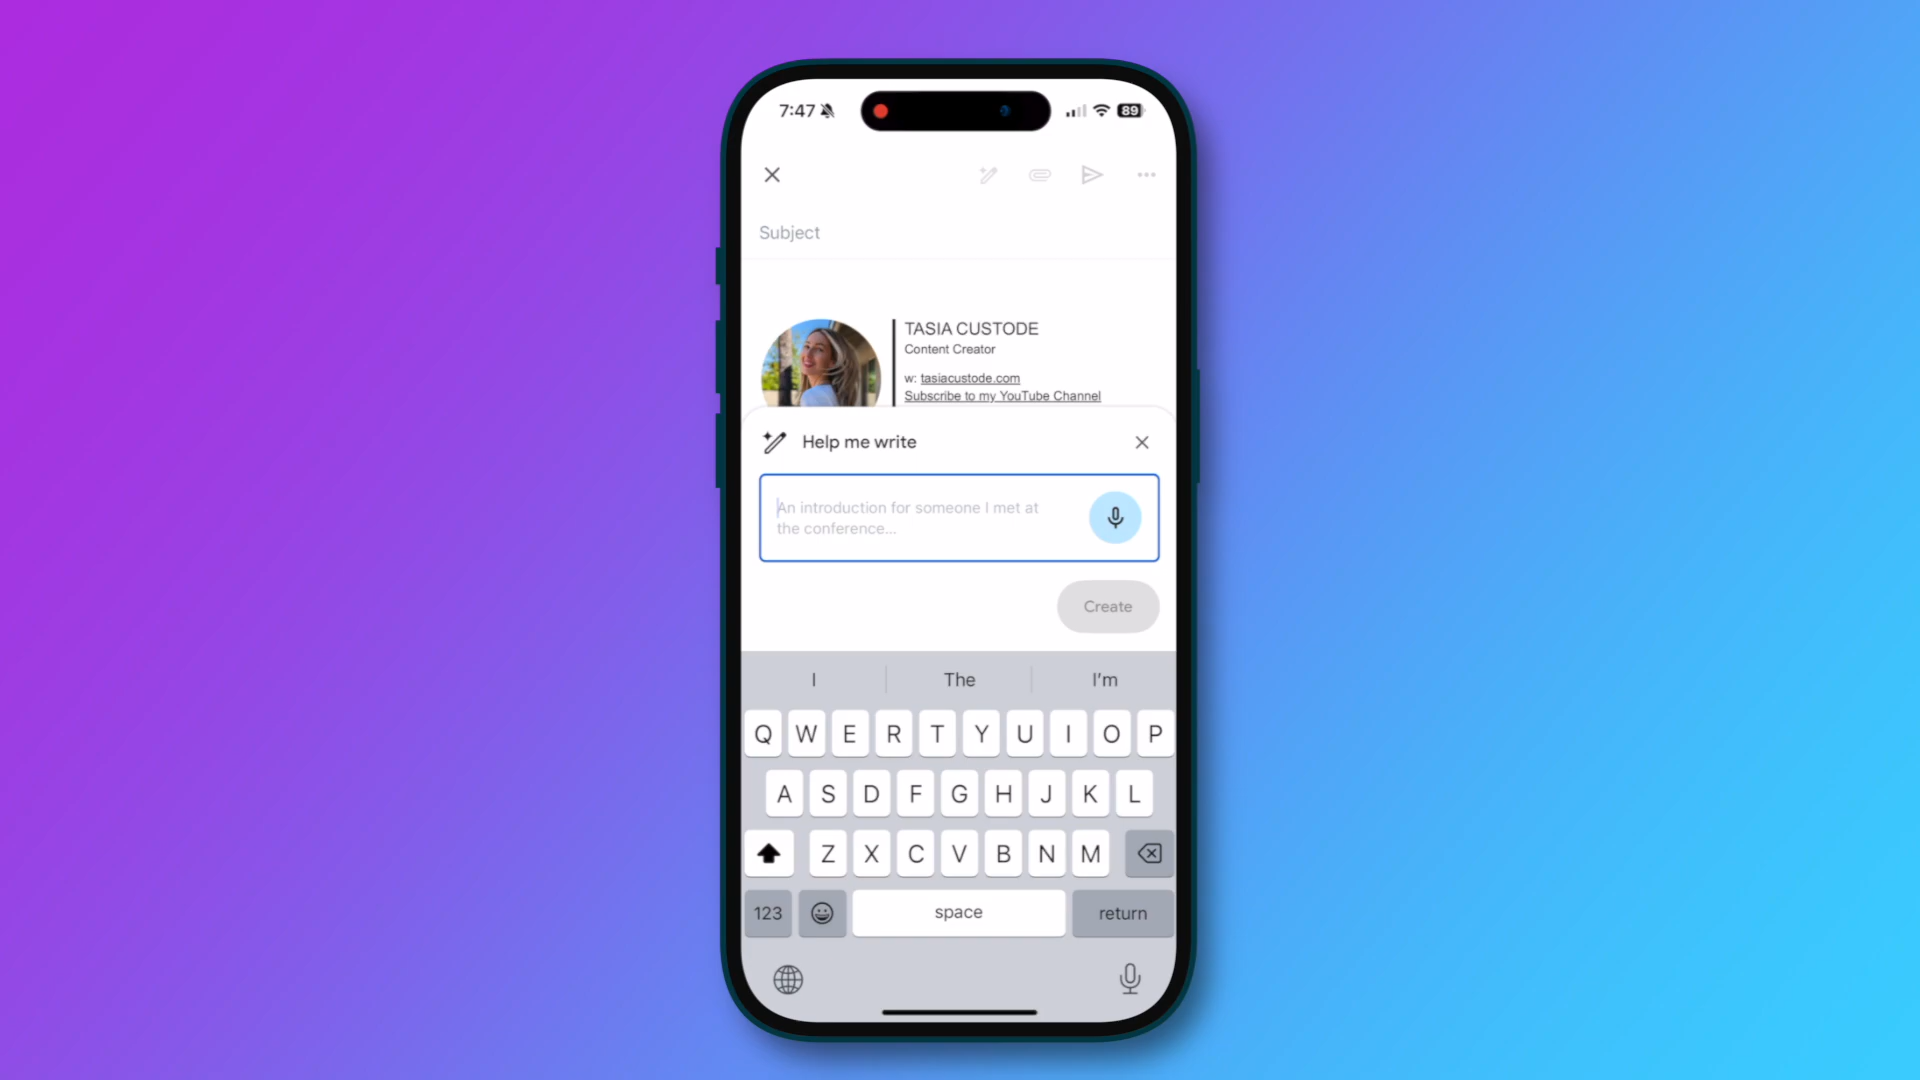 7:47
89
Subject
TASIA CUSTODE
Content Creator
w: tasiacustode.com
Subscribe to my YouTube Channel
Help me write
An introduction for someone I met at
the conference...
Create
I The I'm
Q W E R T Y U I O P
A S D F G H J K L
Z X C V B N M
123 space return